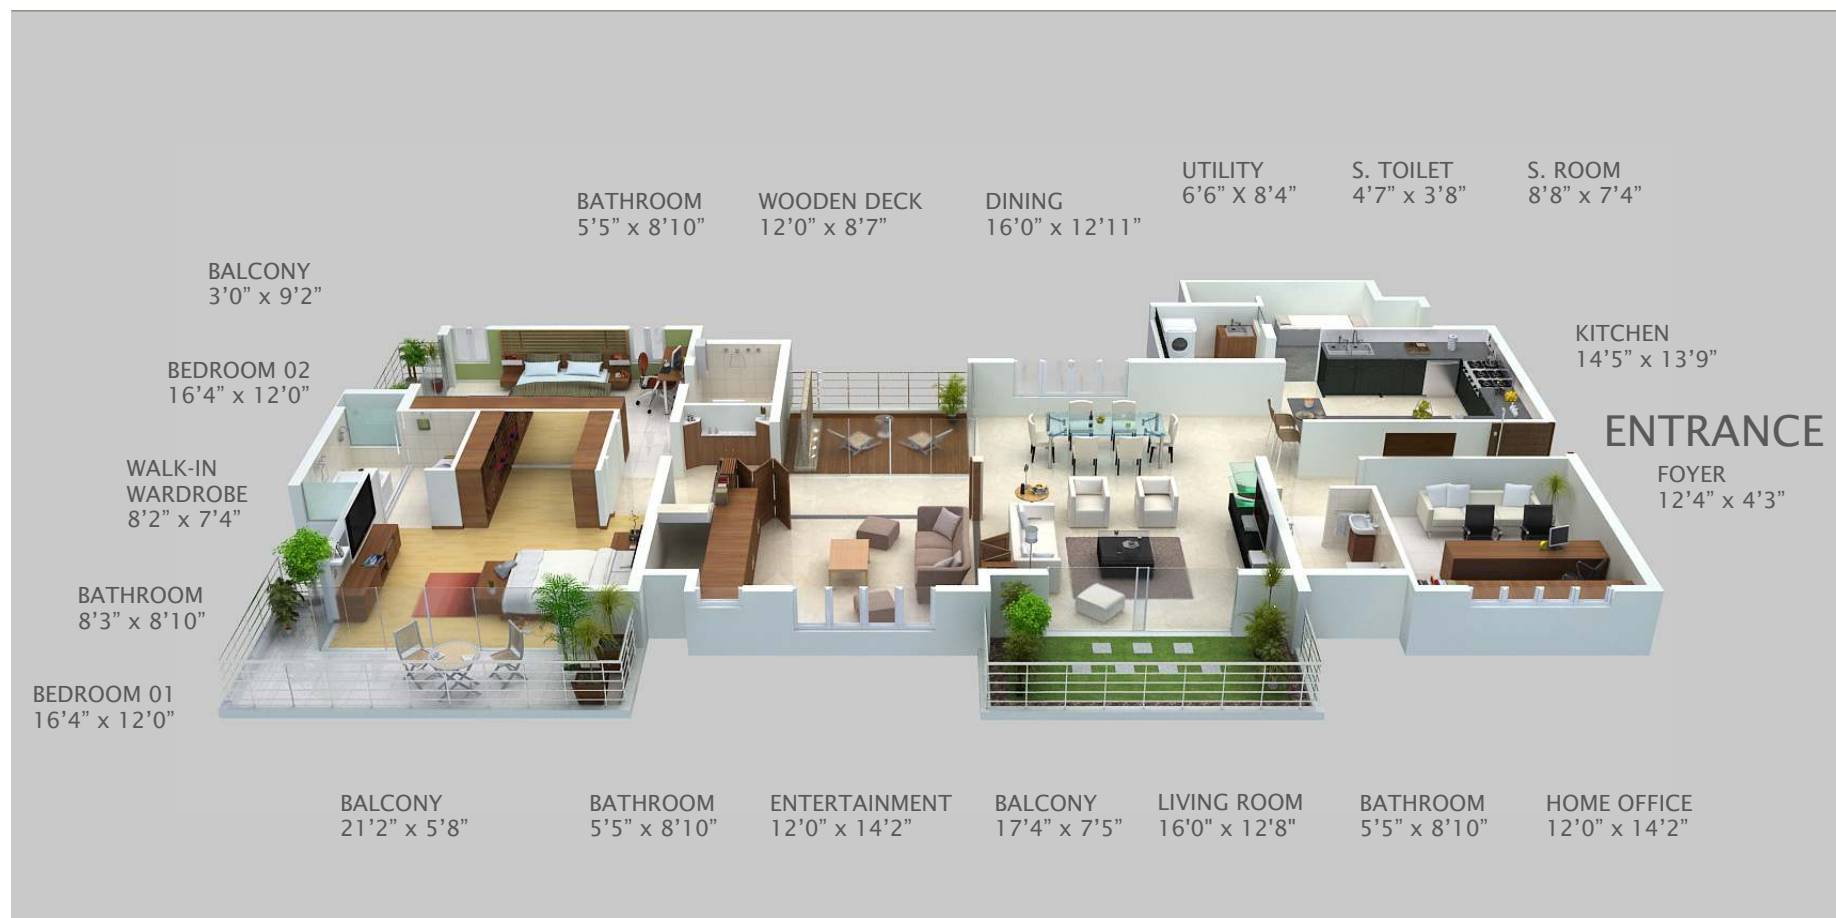 UTILITY
6’6” X 8’4”
S. TOILET
4’7” x 3’8”
S. ROOM
8’8” x 7’4”
BATHROOM
5’5” x 8’10”
WOODEN DECK
12’0” x 8’7”
DINING
16’0” x 12’11”
BALCONY
3’0” x 9’2”
KITCHEN
14’5” x 13’9”
BEDROOM 02
16’4” x 12’0”
ENTRANCE
FOYER
12’4” x 4’3”
WALK-IN
WARDROBE
8’2” x 7’4”
BATHROOM
8’3” x 8’10”
BEDROOM 01
16’4” x 12’0”
BALCONY
21’2” x 5’8”
BATHROOM
5’5” x 8’10”
ENTERTAINMENT
12’0” x 14’2”
BALCONY
17’4” x 7’5”
LIVING ROOM
16'0" x 12'8"
BATHROOM
5’5” x 8’10”
HOME OFFICE
12’0” x 14’2”